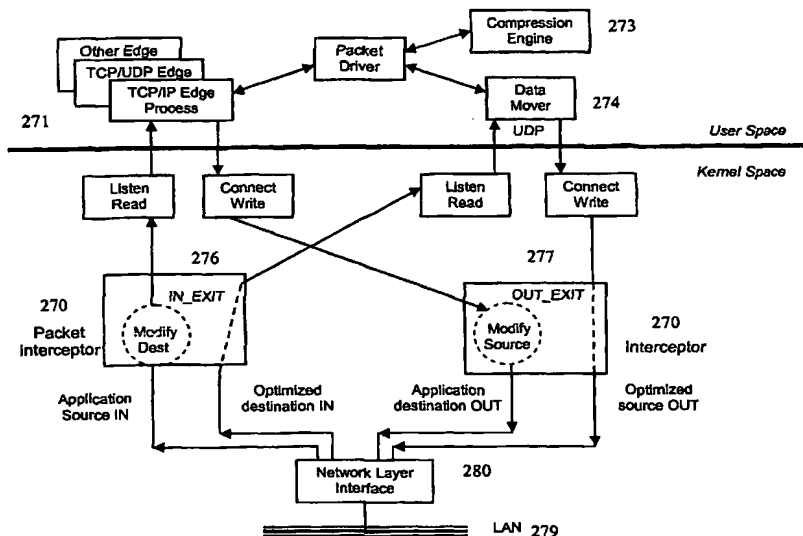 Compression
Engine
273
Other Edge
TCP/UDP Edge
TCP/IP Edge
Process
Packet
Driver
Data
Mover
274
271
UDP
User Space
Kernel Space
Listen
Read
Connect
Write
Listen
Read
Connect
Write
276
277
270
Packet
Interceptor
IN_EXIT
Modify
Dest
OUT_EXIT
Modify
Source
270
Interceptor
Application
Source IN
Optimized
destination IN
Application
destination OUT
Optimized
source OUT
Network Layer
Interface
280
LAN
279